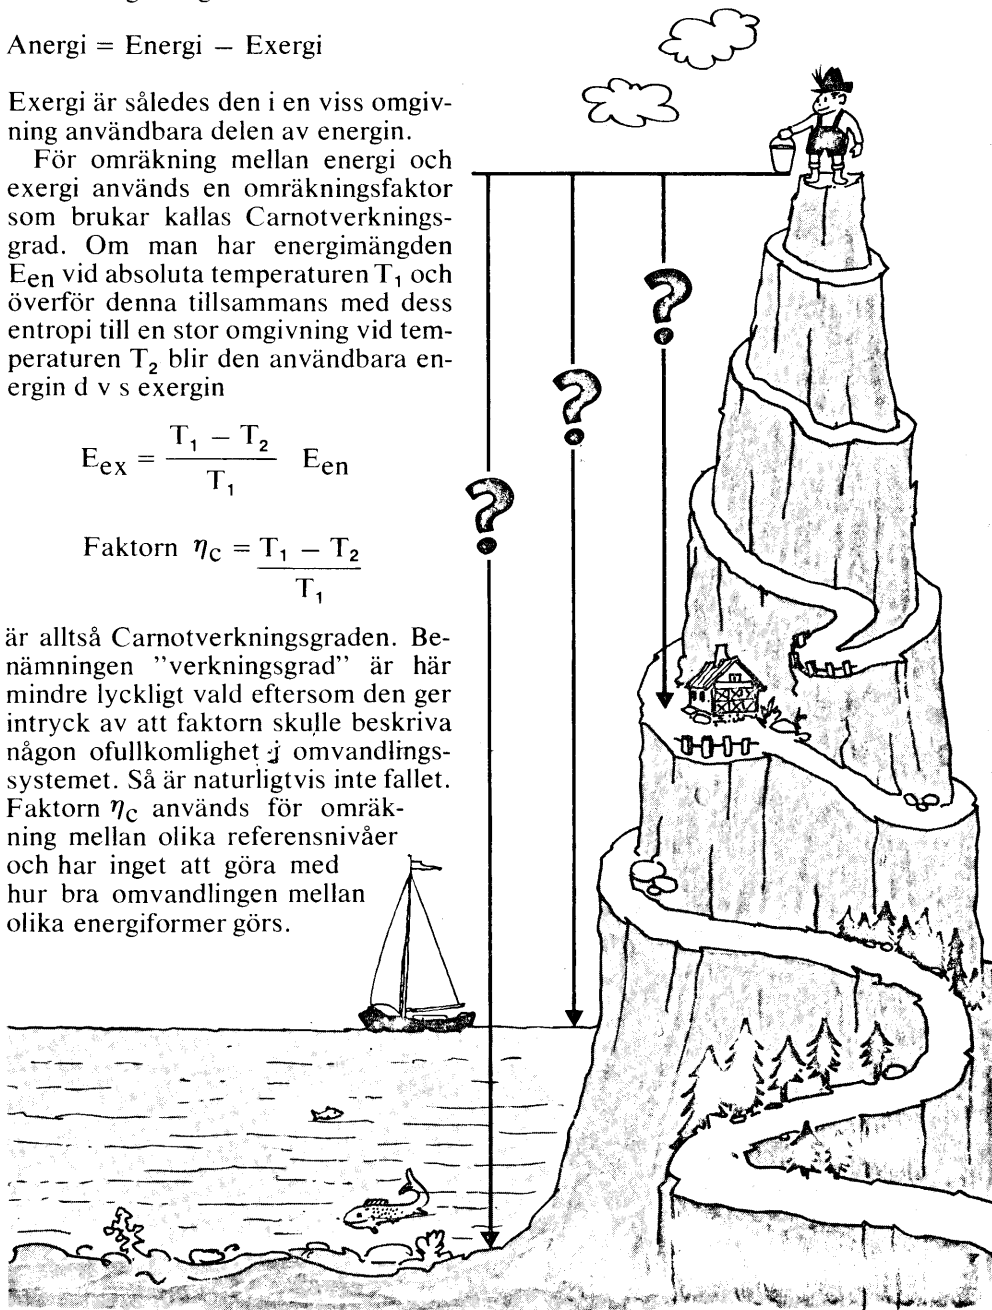 Anergi = Energi − Exergi
Exergi är således den i en viss omgiv-
ning användbara delen av energin.
För omräkning mellan energi och
exergi används en omräkningsfaktor
som brukar kallas Carnotverknings-
grad. Om man har energimängden
Een vid absoluta temperaturen T₁ och
överför denna tillsammans med dess
entropi till en stor omgivning vid tem-
peraturen T₂ blir den användbara en-
ergin d v s exergin
T₁ − T₂
Eex = Een
T₁
Faktorn ηc = T₁ − T₂
T₁
är alltså Carnotverkningsgraden. Be-
nämningen ”verkningsgrad” är här
mindre lyckligt vald eftersom den ger
intryck av att faktorn skulle beskriva
någon ofullkomlighet j omvandlings-
systemet. Så är naturligtvis inte fallet.
Faktorn ηc används för omräk-
ning mellan olika referensnivåer
och har inget att göra med
hur bra omvandlingen mellan
olika energiformer görs.
?
?
?